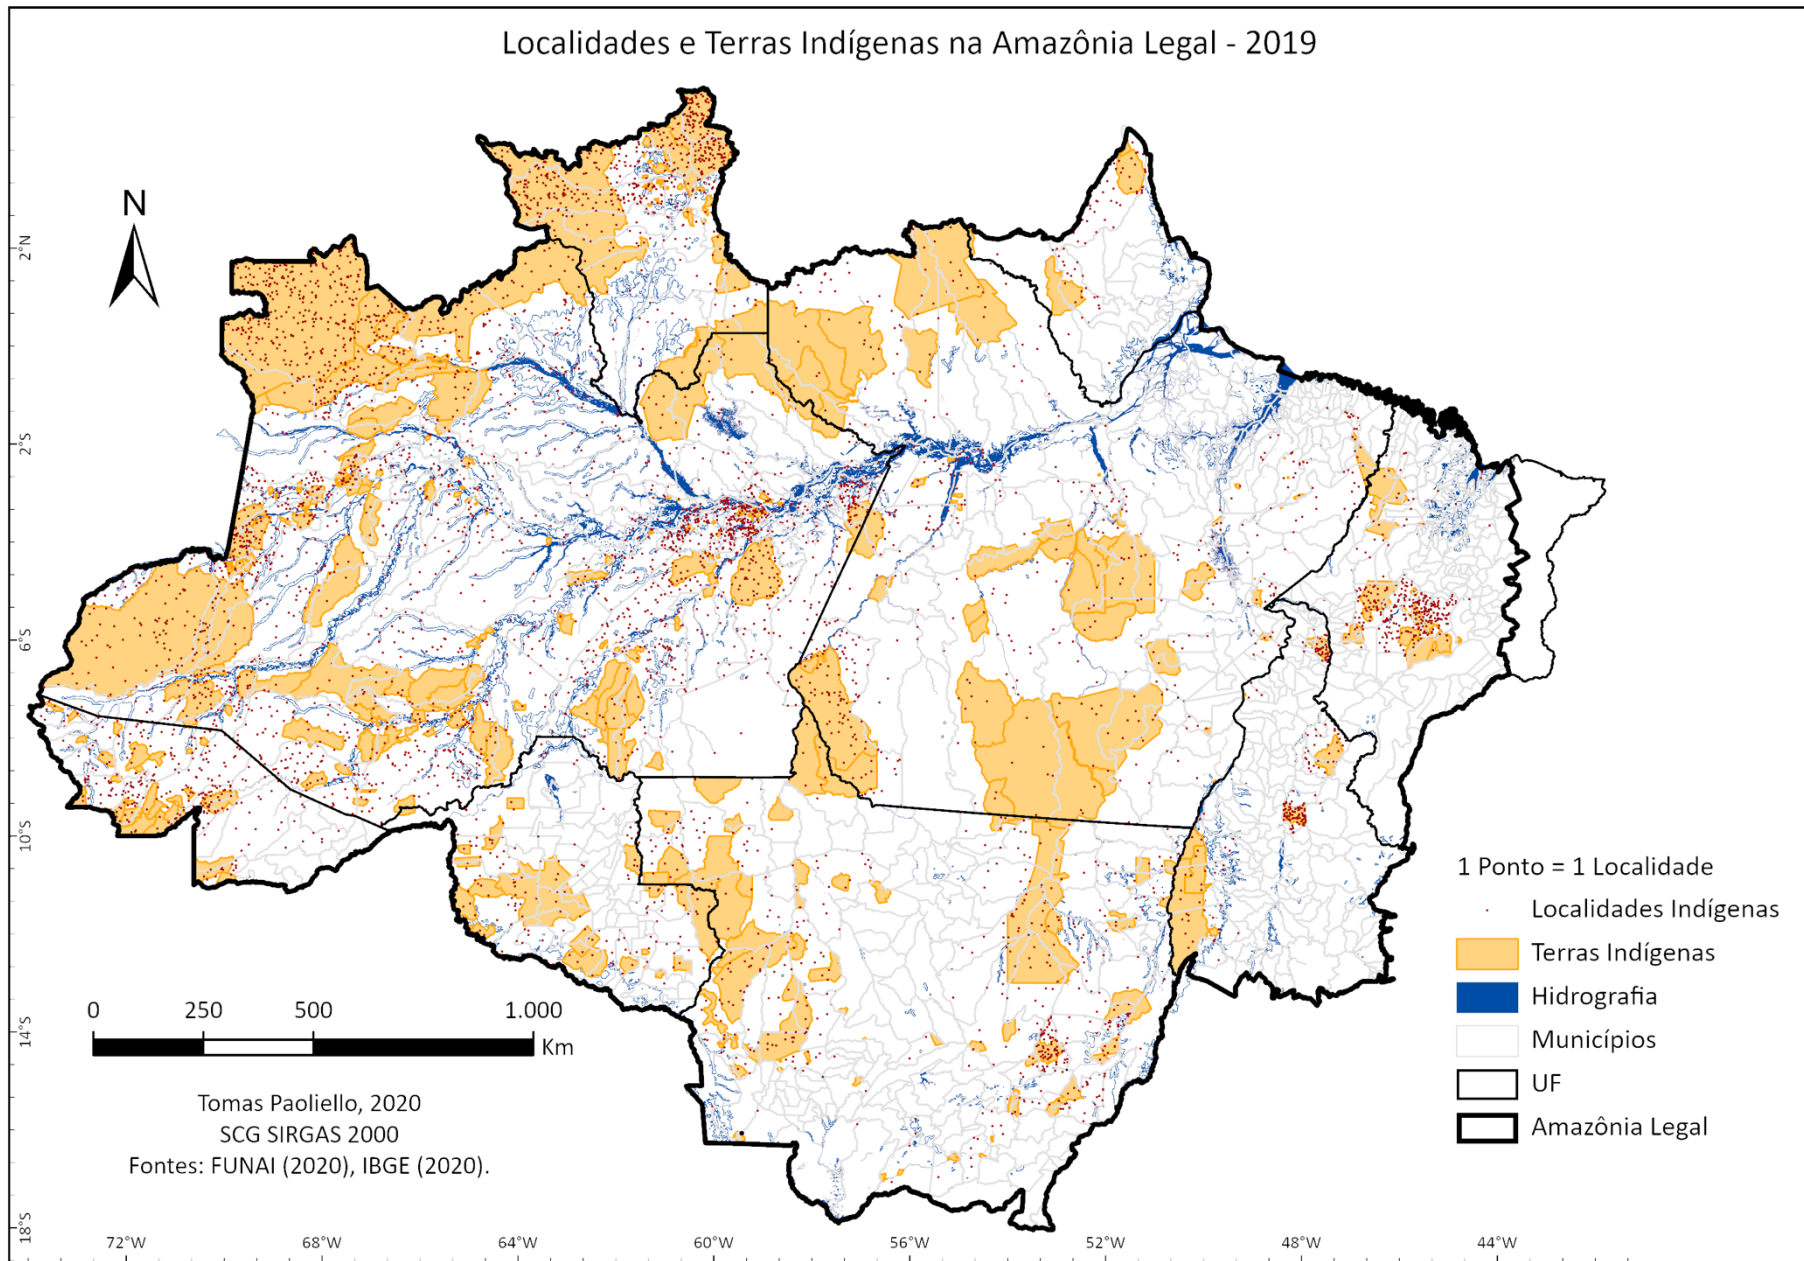 Localidades e Terras Indígenas na Amazônia Legal - 2019
N
2°N
2°S
6°S
10°S
14°S
18°S
1 Ponto = 1 Localidade
Localidades Indígenas
Terras Indígenas
Hidrografia
Municípios
UF
Amazônia Legal
0 250 500 1.000
Km
Tomas Paoliello, 2020
SCG SIRGAS 2000
Fontes: FUNAI (2020), IBGE (2020).
72°W 68°W 64°W 60°W 56°W 52°W 48°W 44°W